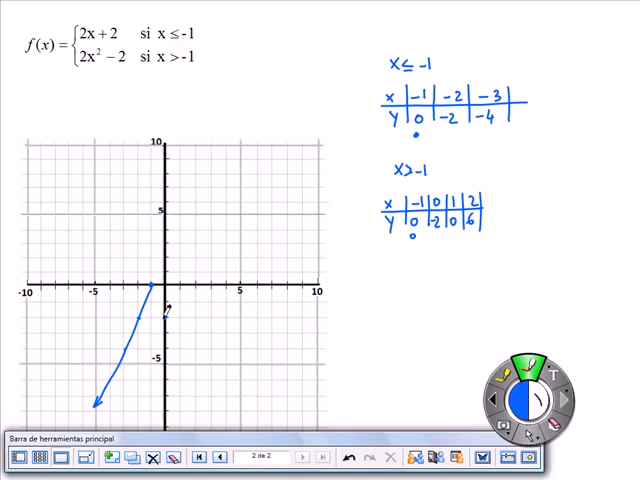 f(x) = { 2x + 2 si x ≤ -1
2x² − 2 si x > -1
x ≤ -1
x | -1 | -2 | -3
y | 0 | -2 | -4
x > -1
x | -1 | 0 | 1 | 2
y | 0 | -2 | 0 | 6
10
5
-10 -5 5 10
-5
T
Barra de herramientas principal
2 de 2